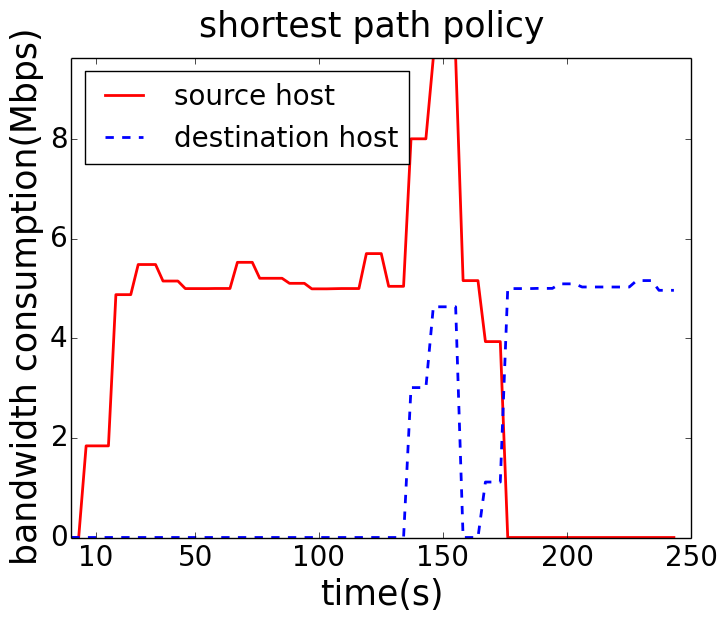 shortest path policy
source host
destination host
bandwidth consumption(Mbps)
8
6
4
2
0
10 50 100 150 200 250
time(s)